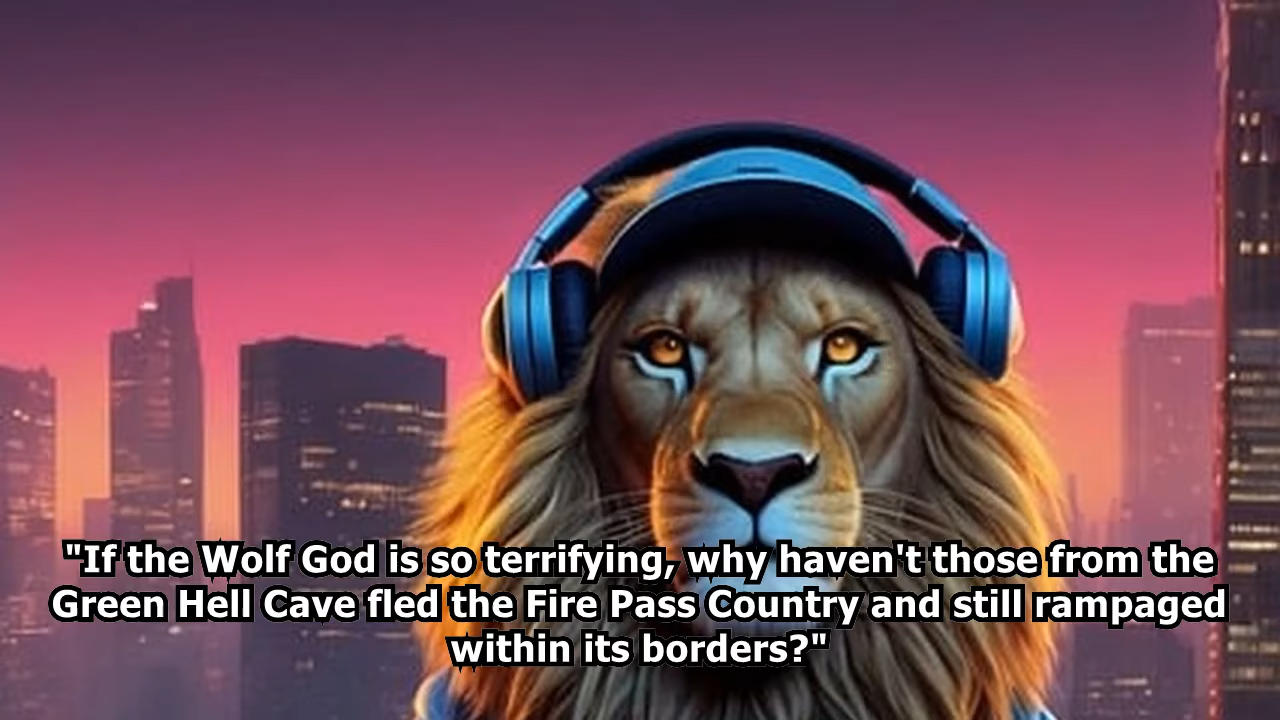 "If the Wolf God is so terrifying, why haven't those from the
Green Hell Cave fled the Fire Pass Country and still rampaged
within its borders?"